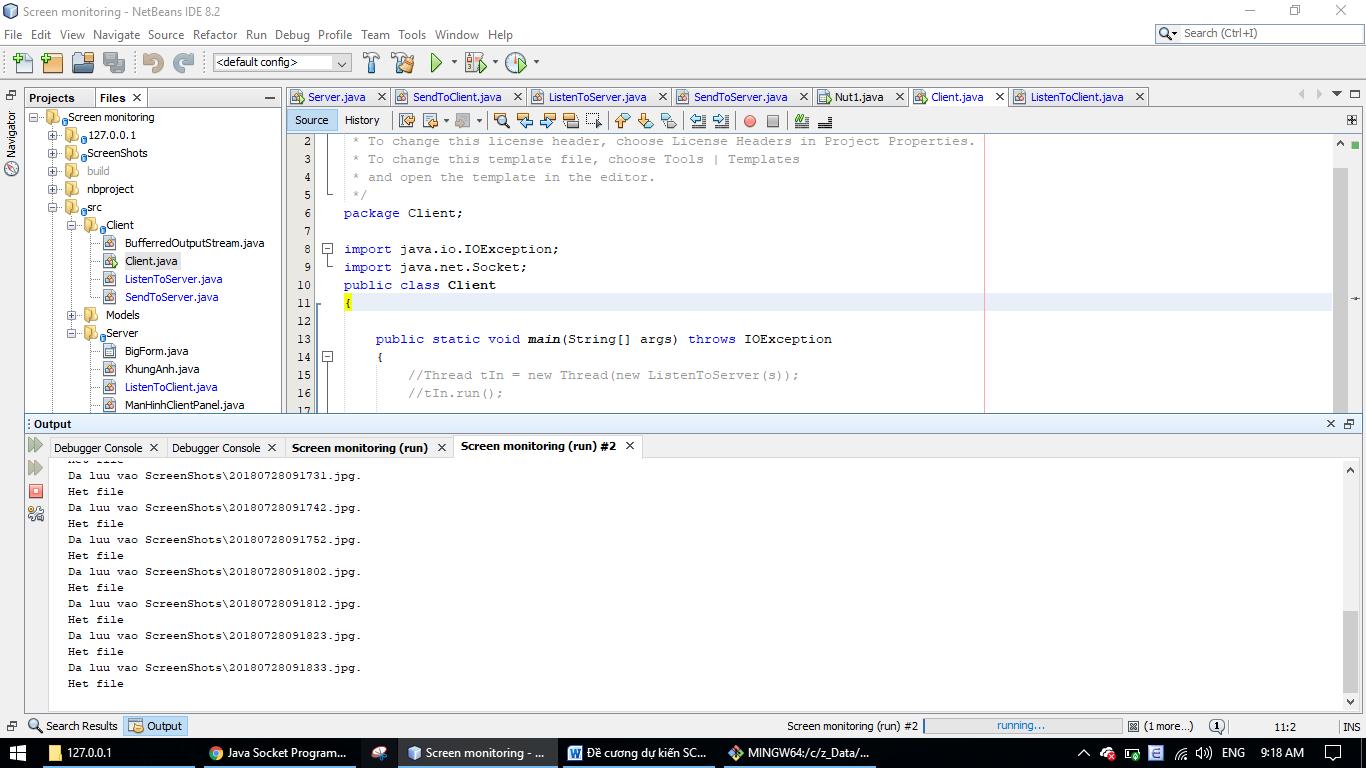 Screen monitoring - NetBeans IDE 8.2
File Edit View Navigate Source Refactor Run Debug Profile Team Tools Window Help
Search (Ctrl+I)
<default config>
Projects Files
Server.java SendToClient.java ListenToServer.java SendToServer.java Nut1.java Client.java ListenToClient.java
Navigator
Screen monitoring
127.0.0.1
ScreenShots
build
nbproject
src
Client
BufferredOutputStream.java
Client.java
ListenToServer.java
SendToServer.java
Models
Server
BigForm.java
KhungAnh.java
ListenToClient.java
ManHinhClientPanel.java
Source History
2 * To change this license header, choose License Headers in Project Properties.
3 * To change this template file, choose Tools | Templates
4 * and open the template in the editor.
5 */
6 package Client;
7
8 import java.io.IOException;
9 import java.net.Socket;
10 public class Client
11 {
12
13 public static void main(String[] args) throws IOException
14 {
15 //Thread tIn = new Thread(new ListenToServer(s));
16 //tIn.run();
17
Output
Debugger Console Debugger Console Screen monitoring (run) Screen monitoring (run) #2
Het file
Da luu vao ScreenShots\20180728091731.jpg.
Het file
Da luu vao ScreenShots\20180728091742.jpg.
Het file
Da luu vao ScreenShots\20180728091752.jpg.
Het file
Da luu vao ScreenShots\20180728091802.jpg.
Het file
Da luu vao ScreenShots\20180728091812.jpg.
Het file
Da luu vao ScreenShots\20180728091823.jpg.
Het file
Da luu vao ScreenShots\20180728091833.jpg.
Het file
Search Results Output
Screen monitoring (run) #2 running... (1 more...) 1 11:2 INS
127.0.0.1 Java Socket Program... Screen monitoring - ... Đề cương dự kiến SC... MINGW64:/c/z_Data/... ENG 9:18 AM